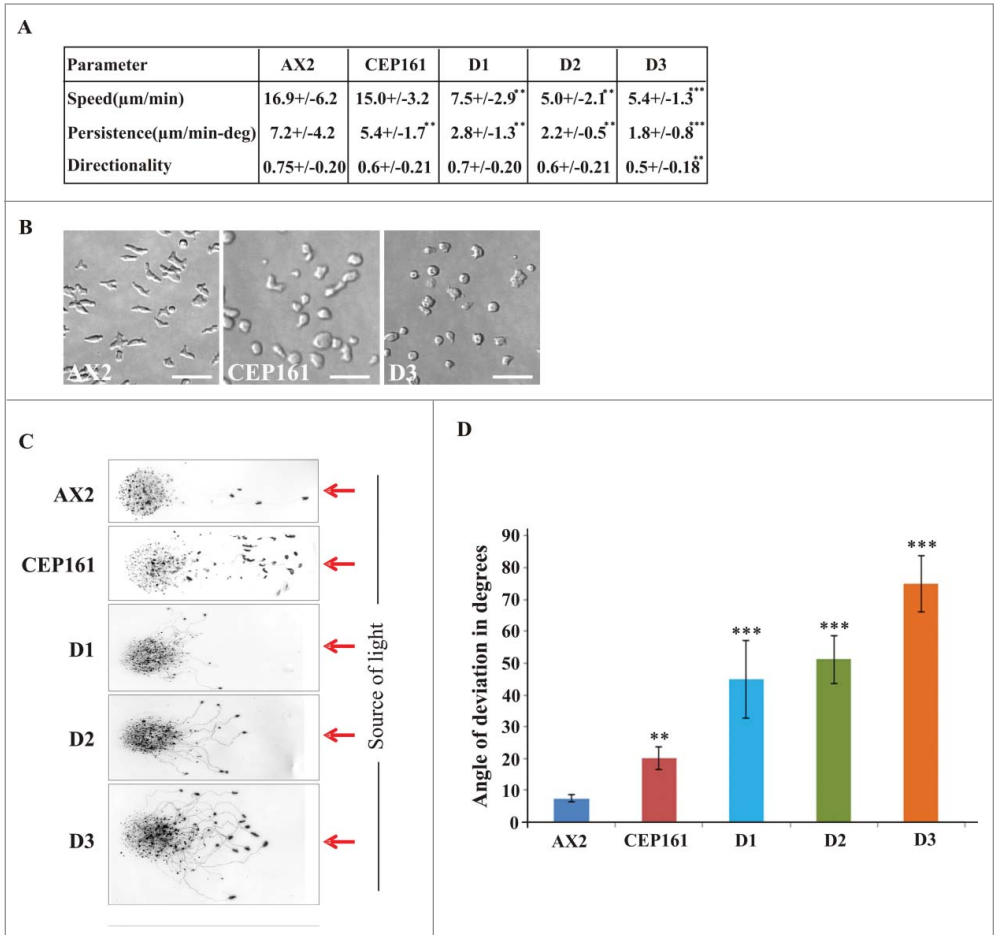 A
Parameter AX2 CEP161 D1 D2 D3
Speed(µm/min) 16.9+/-6.2 15.0+/-3.2 7.5+/-2.9** 5.0+/-2.1** 5.4+/-1.3***
Persistence(µm/min-deg) 7.2+/-4.2 5.4+/-1.7** 2.8+/-1.3** 2.2+/-0.5** 1.8+/-0.8***
Directionality 0.75+/-0.20 0.6+/-0.21 0.7+/-0.20 0.6+/-0.21 0.5+/-0.18**
B
AX2 CEP161 D3
C
AX2
CEP161
D1
D2
D3
Source of light
D
Angle of deviation in degrees
90
80
70
60
50
40
30
20
10
0
**
***
***
***
AX2 CEP161 D1 D2 D3